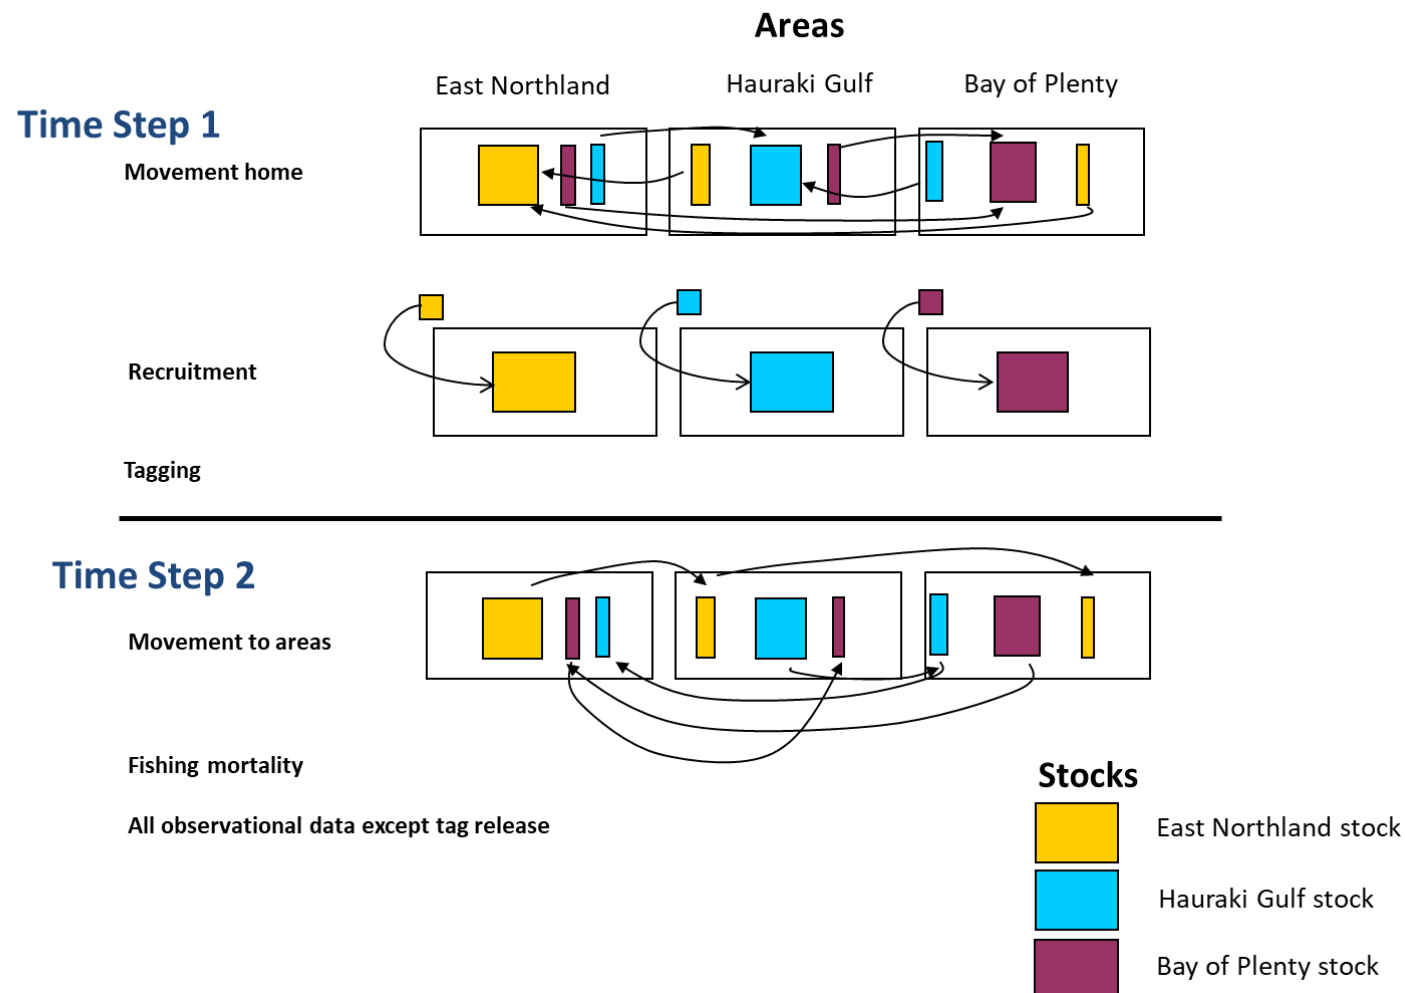 Areas
East Northland
Hauraki Gulf
Bay of Plenty
Time Step 1
Movement home
Recruitment
Tagging
Time Step 2
Movement to areas
Fishing mortality
All observational data except tag release
Stocks
East Northland stock
Hauraki Gulf stock
Bay of Plenty stock